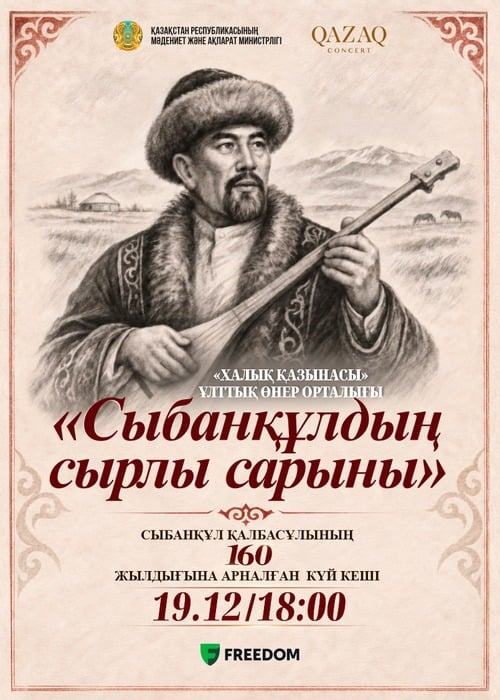 ҚАЗАҚСТАН РЕСПУБЛИКАСЫНЫҢ
МӘДЕНИЕТ ЖӘНЕ АҚПАРАТ МИНИСТРЛІГІ
QAZAQ
CONCERT
«ХАЛЫҚ ҚАЗЫНАСЫ»
ҰЛТТЫҚ ӨНЕР ОРТАЛЫҒЫ
«Сыбанқұлдың
сырлы сарыны»
СЫБАНҚҰЛ ҚАЛБАСҰЛЫНЫҢ
160
ЖЫЛДЫҒЫНА АРНАЛҒАН КҮЙ КЕШІ
19.12/18:00
FREEDOM